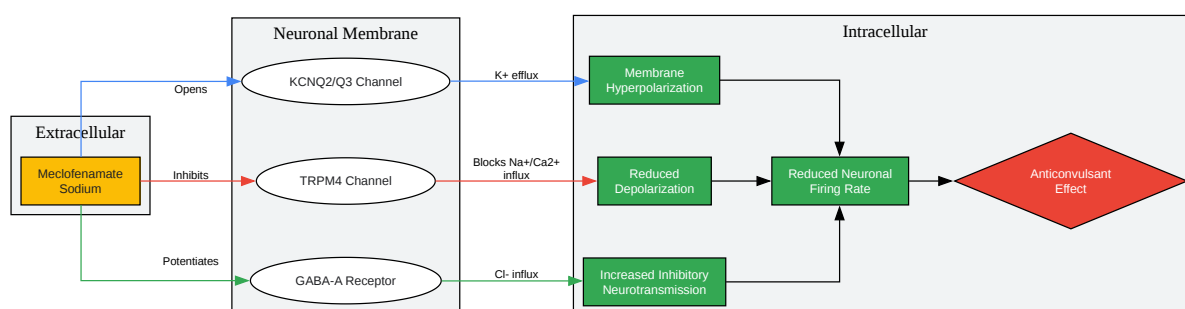 Neuronal Membrane
Intracellular
KCNQ2/Q3 Channel
K+ efflux
Membrane
Hyperpolarization
Opens
Extracellular
Meclofenamate
Sodium
Inhibits
TRPM4 Channel
Blocks Na+/Ca2+
influx
Reduced
Depolarization
Reduced Neuronal
Firing Rate
Anticonvulsant
Effect
Potentiates
GABA-A Receptor
Cl- influx
Increased Inhibitory
Neurotransmission